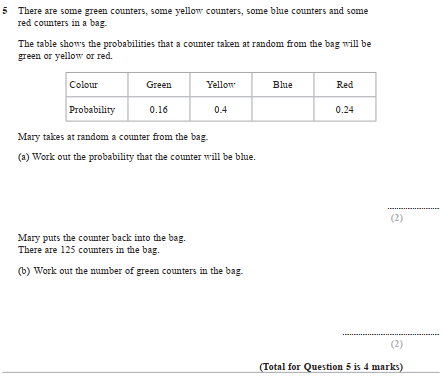 5 There are some green counters, some yellow counters, some blue counters and some
red counters in a bag.
The table shows the probabilities that a counter taken at random from the bag will be
green or yellow or red.
Colour Green Yellow Blue Red
Probability 0.16 0.4 0.24
Mary takes at random a counter from the bag.
(a) Work out the probability that the counter will be blue.
(2)
Mary puts the counter back into the bag.
There are 125 counters in the bag.
(b) Work out the number of green counters in the bag.
(2)
(Total for Question 5 is 4 marks)